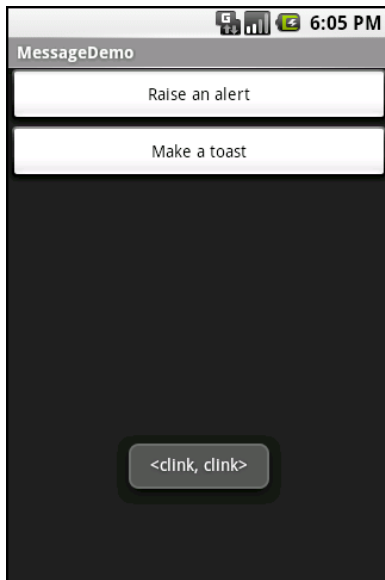 6:05 PM
MessageDemo
Raise an alert
Make a toast
<clink, clink>